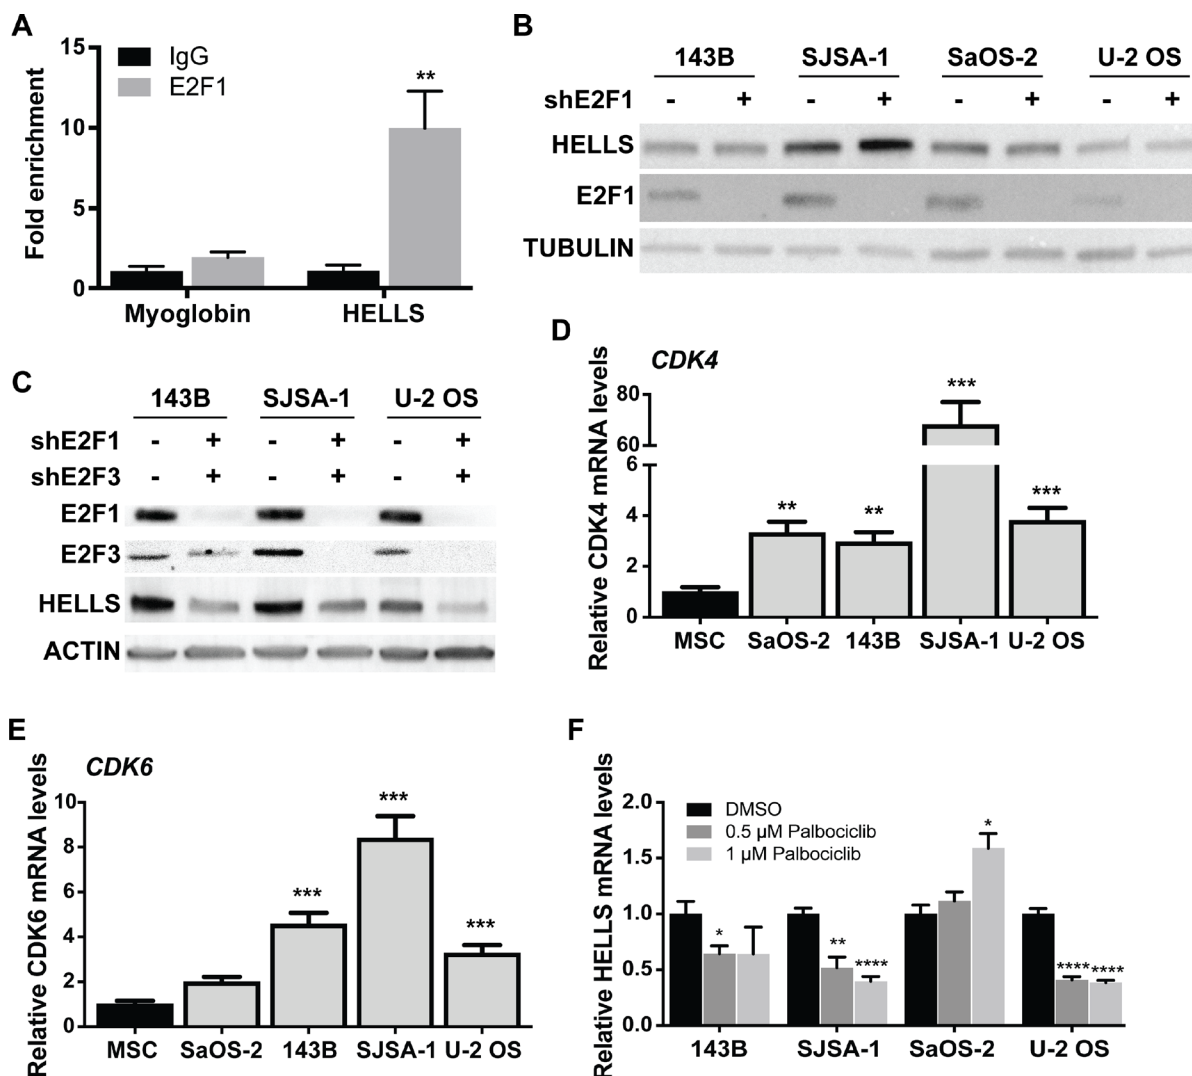 A
Fold enrichment
15
10
5
0
IgG
E2F1
**
Myoglobin HELLS
B
143B SJSA-1 SaOS-2 U-2 OS
shE2F1 - + - + - + - +
HELLS
E2F1
TUBULIN
C
143B SJSA-1 U-2 OS
shE2F1 - + - + - +
shE2F3 - + - + - +
E2F1
E2F3
HELLS
ACTIN
D
CDK4
Relative CDK4 mRNA levels
80
60
6
4
2
0
** ** *** ***
MSC SaOS-2 143B SJSA-1 U-2 OS
E
CDK6
Relative CDK6 mRNA levels
10
8
6
4
2
0
*** *** ***
MSC SaOS-2 143B SJSA-1 U-2 OS
F
Relative HELLS mRNA levels
2.0
1.5
1.0
0.5
0.0
DMSO
0.5 µM Palbociclib
1 µM Palbociclib
* ** **** * **** ****
143B SJSA-1 SaOS-2 U-2 OS